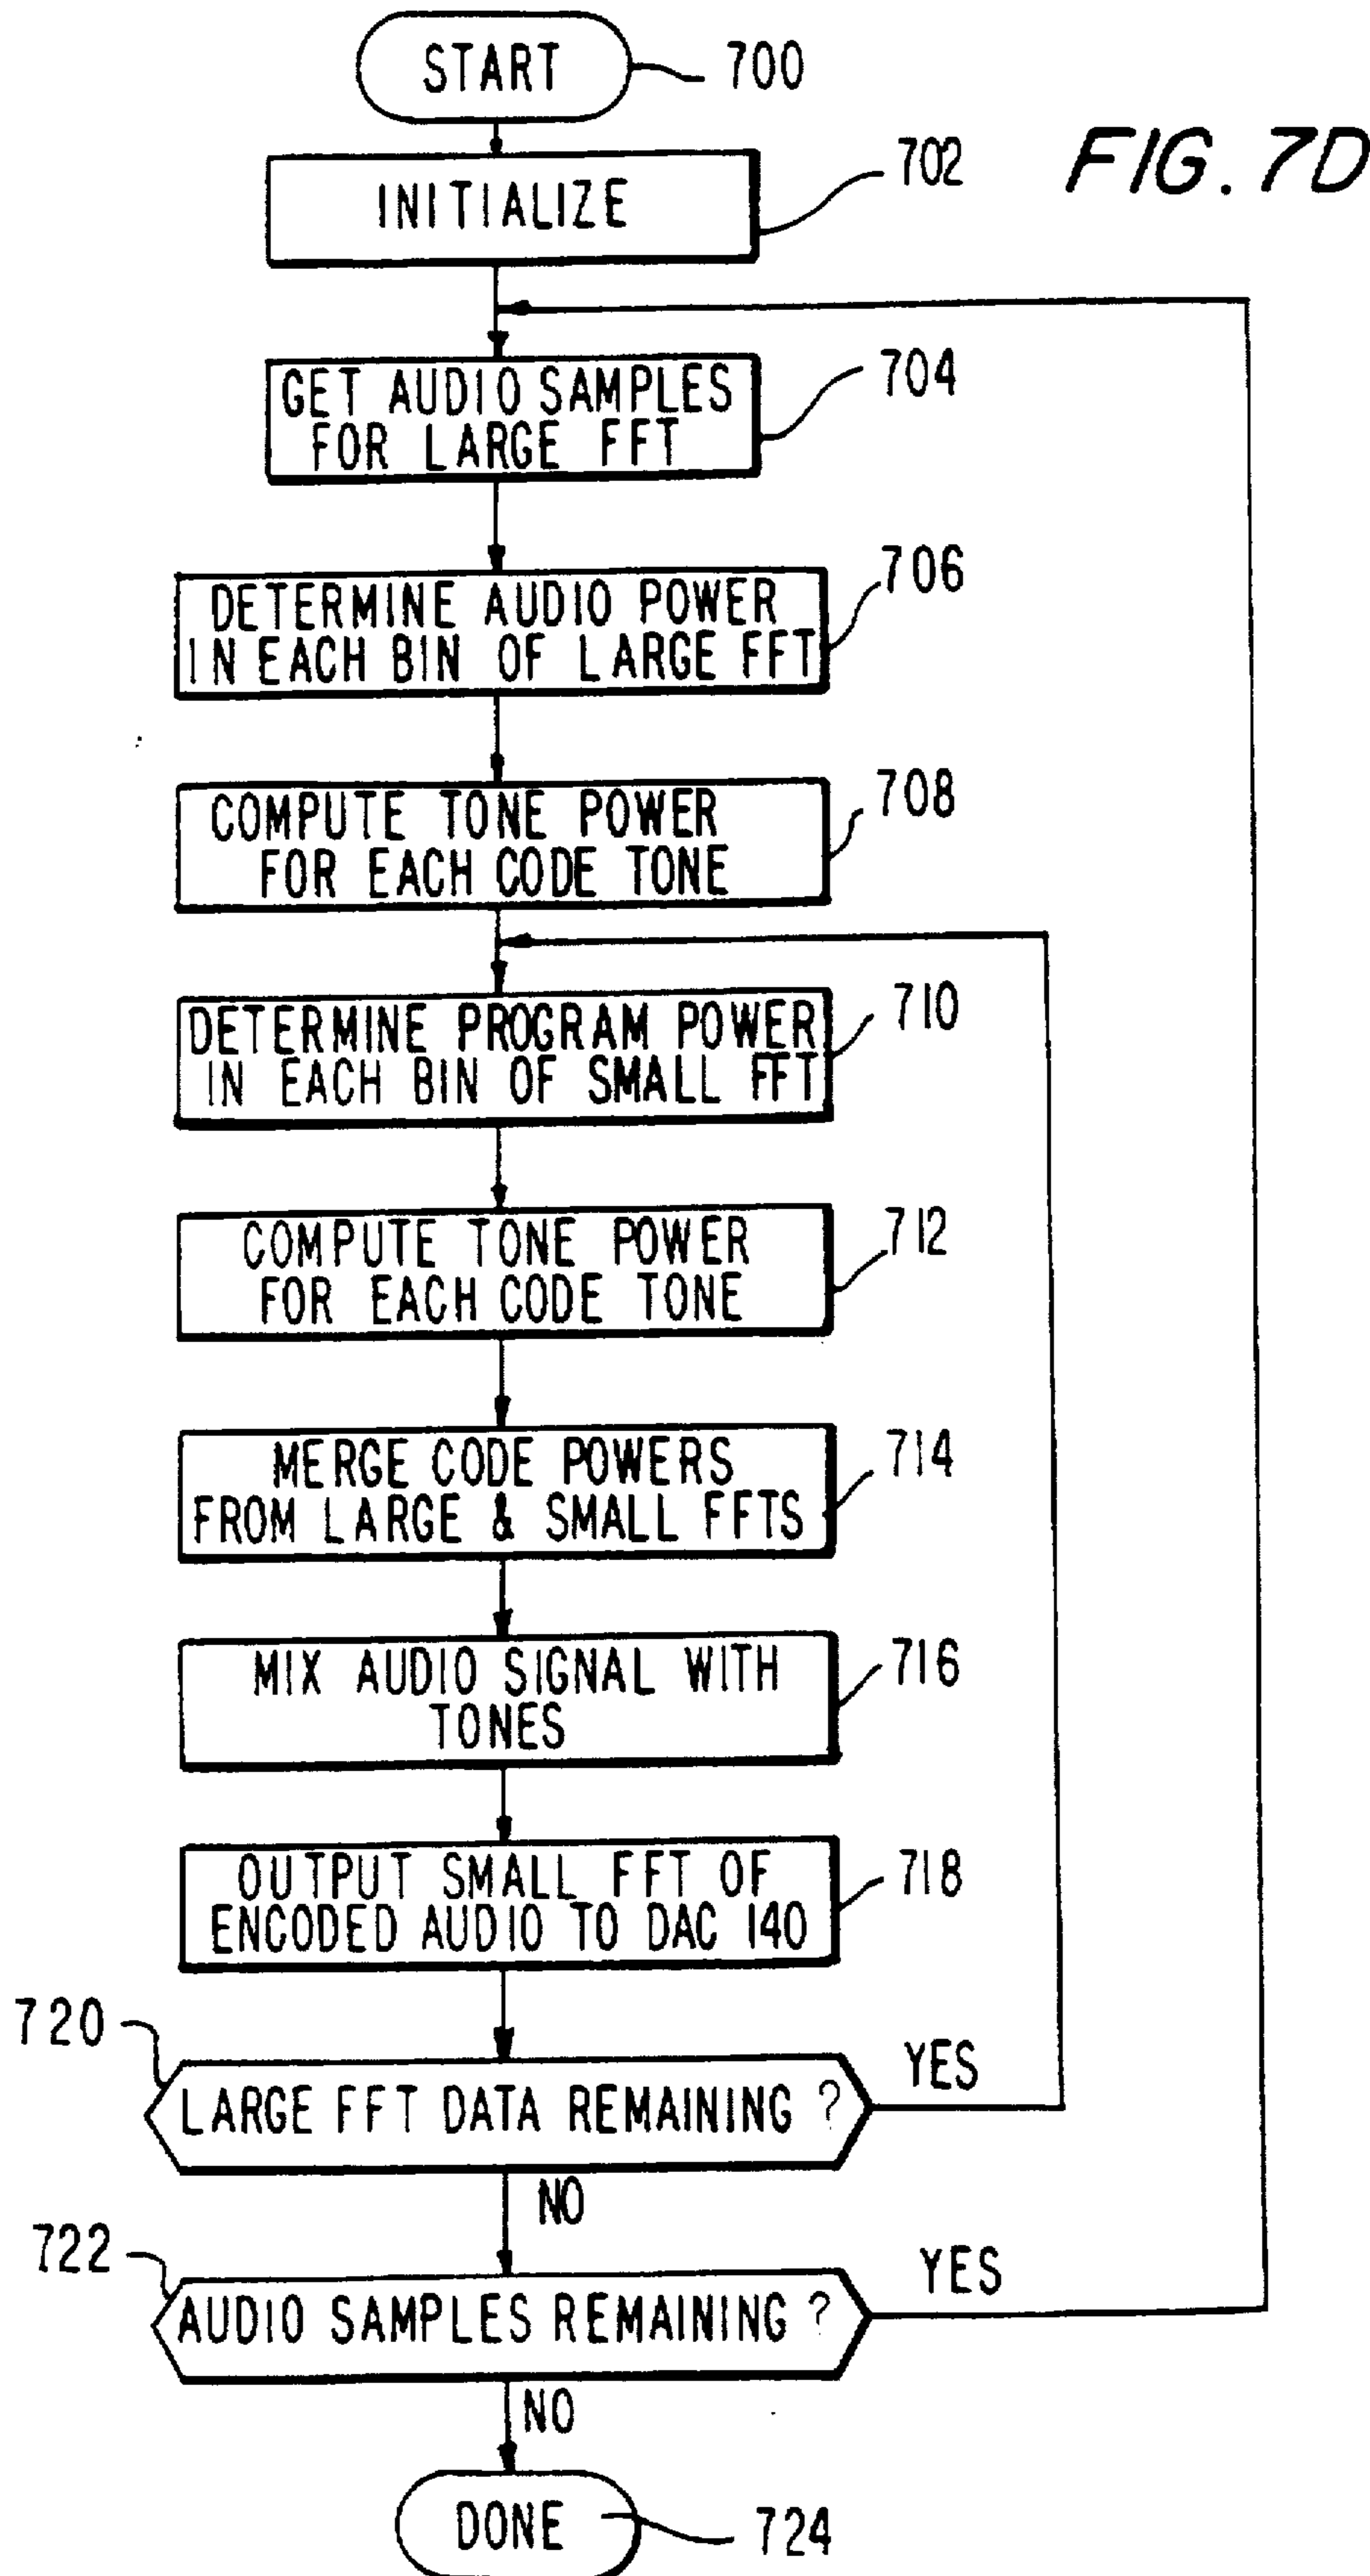 START
700
FIG. 7D
INITIALIZE
702
GET AUDIO SAMPLES
FOR LARGE FFT
704
DETERMINE AUDIO POWER
IN EACH BIN OF LARGE FFT
706
COMPUTE TONE POWER
FOR EACH CODE TONE
708
DETERMINE PROGRAM POWER
IN EACH BIN OF SMALL FFT
710
COMPUTE TONE POWER
FOR EACH CODE TONE
712
MERGE CODE POWERS
FROM LARGE & SMALL FFTS
714
MIX AUDIO SIGNAL WITH
TONES
716
OUTPUT SMALL FFT OF
ENCODED AUDIO TO DAC 140
718
720
LARGE FFT DATA REMAINING ?
YES
NO
722
AUDIO SAMPLES REMAINING ?
YES
NO
DONE
724